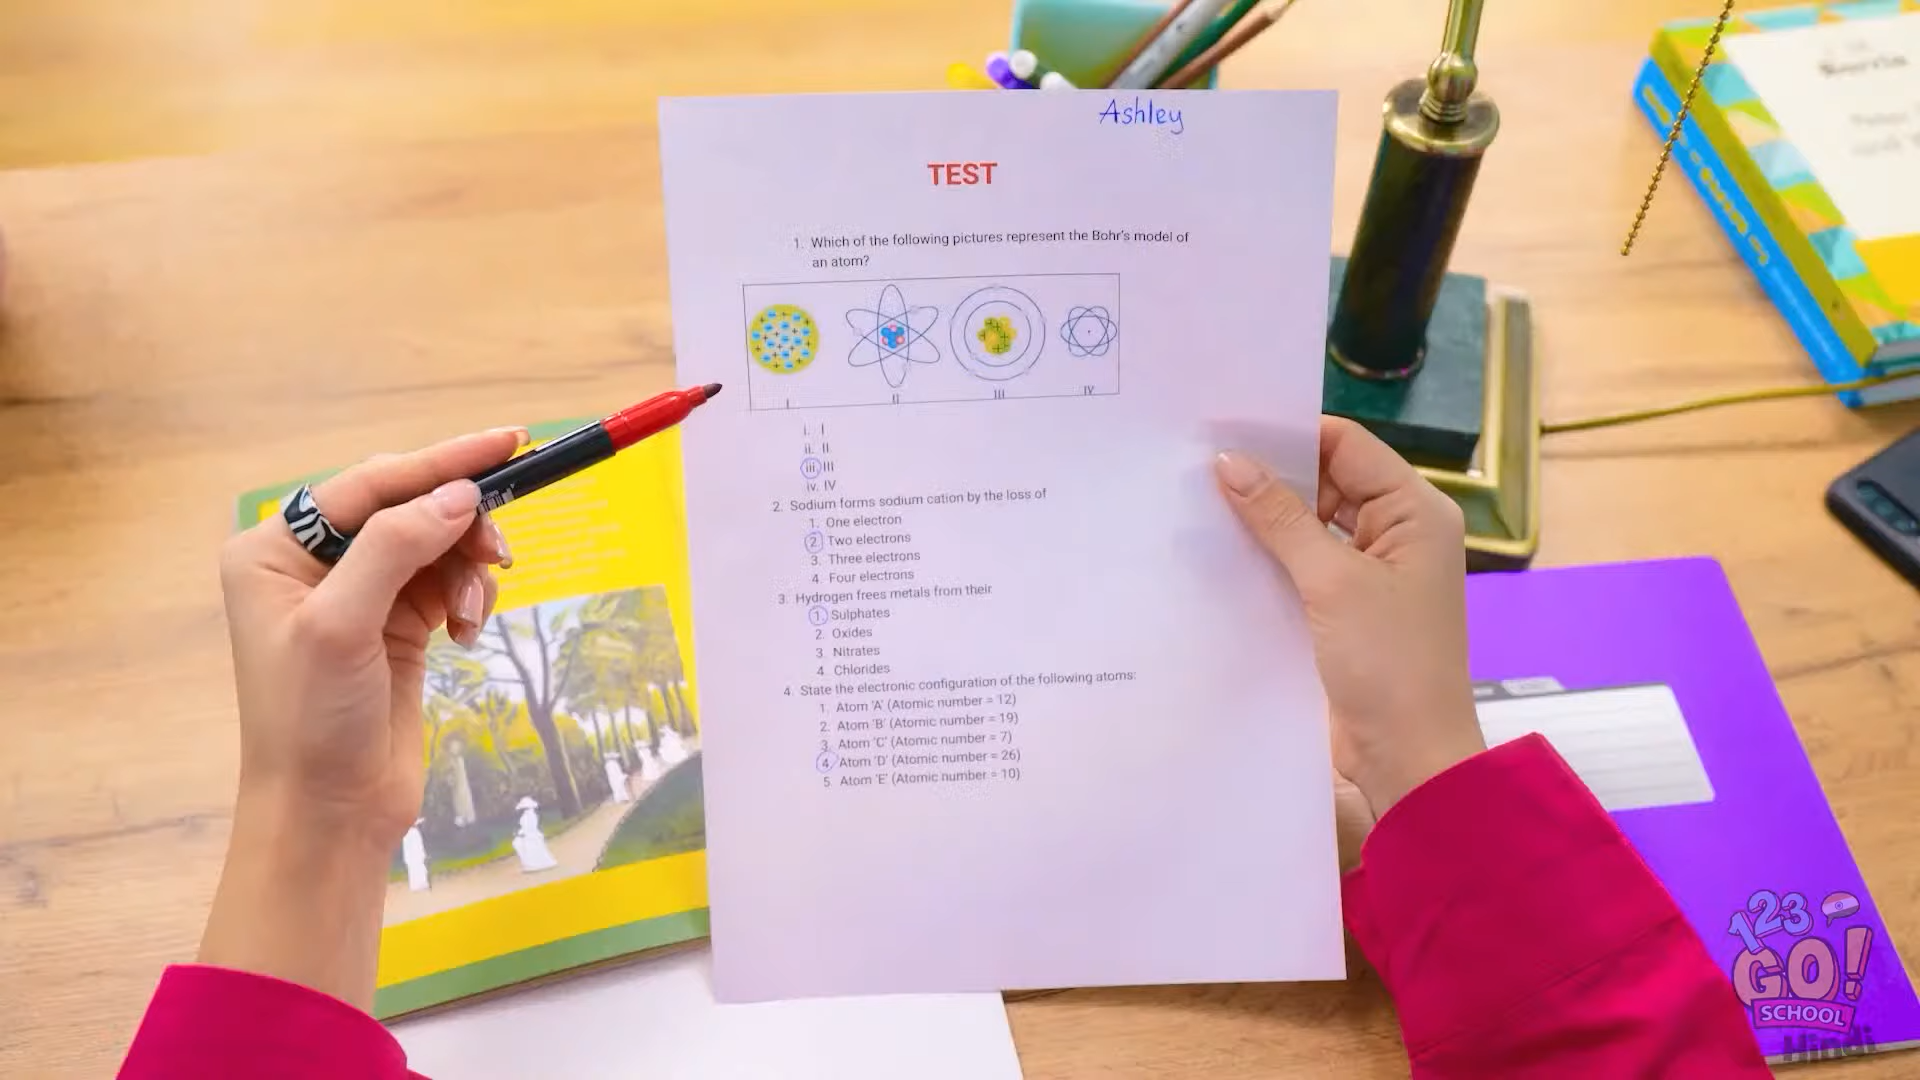 Ashley
TEST
1. Which of the following pictures represent the Bohr's model of
an atom?
I II III IV
i. I
ii. II
iii. III
iv. IV
2. Sodium forms sodium cation by the loss of
1. One electron
2. Two electrons
3. Three electrons
4. Four electrons
3. Hydrogen frees metals from their
1. Sulphates
2. Oxides
3. Nitrates
4. Chlorides
4. State the electronic configuration of the following atoms:
1. Atom 'A' (Atomic number = 12)
2. Atom 'B' (Atomic number = 19)
3. Atom 'C' (Atomic number = 7)
4. Atom 'D' (Atomic number = 26)
5. Atom 'E' (Atomic number = 10)
123
GO!
SCHOOL
Hindi